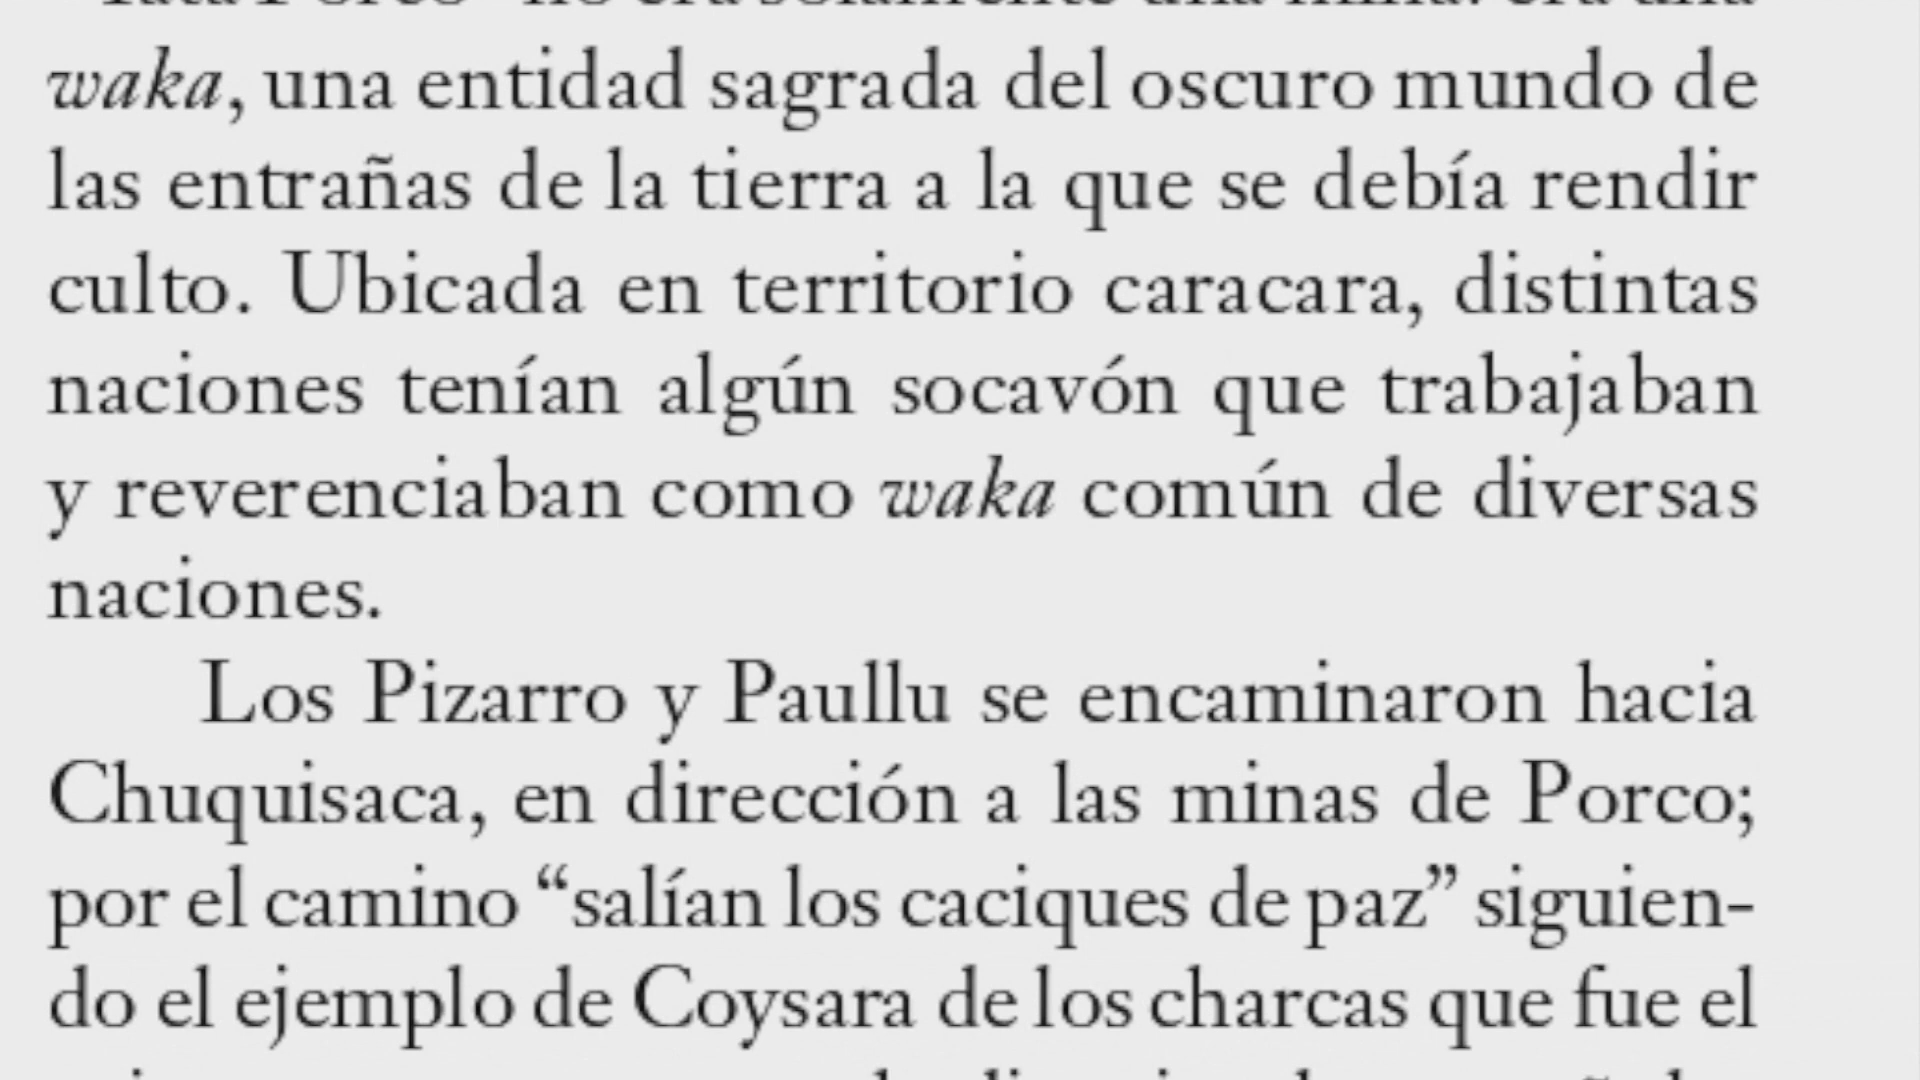 waka, una entidad sagrada del oscuro mundo de
las entrañas de la tierra a la que se debía rendir
culto. Ubicada en territorio caracara, distintas
naciones tenían algún socavón que trabajaban
y reverenciaban como waka común de diversas
naciones.
Los Pizarro y Paullu se encaminaron hacia
Chuquisaca, en dirección a las minas de Porco;
por el camino “salían los caciques de paz” siguien-
do el ejemplo de Coysara de los charcas que fue el